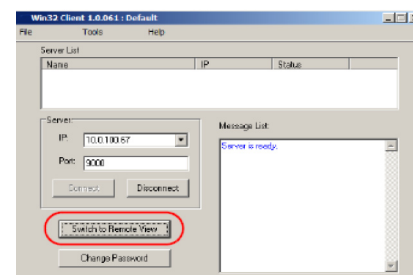 Win32 Client 1.0.061 : Default
File Tools Help
Server List
Name IP Status
Server:
IP: 10.0.100.67
Port: 9000
Connect Disconnect
Switch to Remote View
Change Password
Message List:
Server is ready.